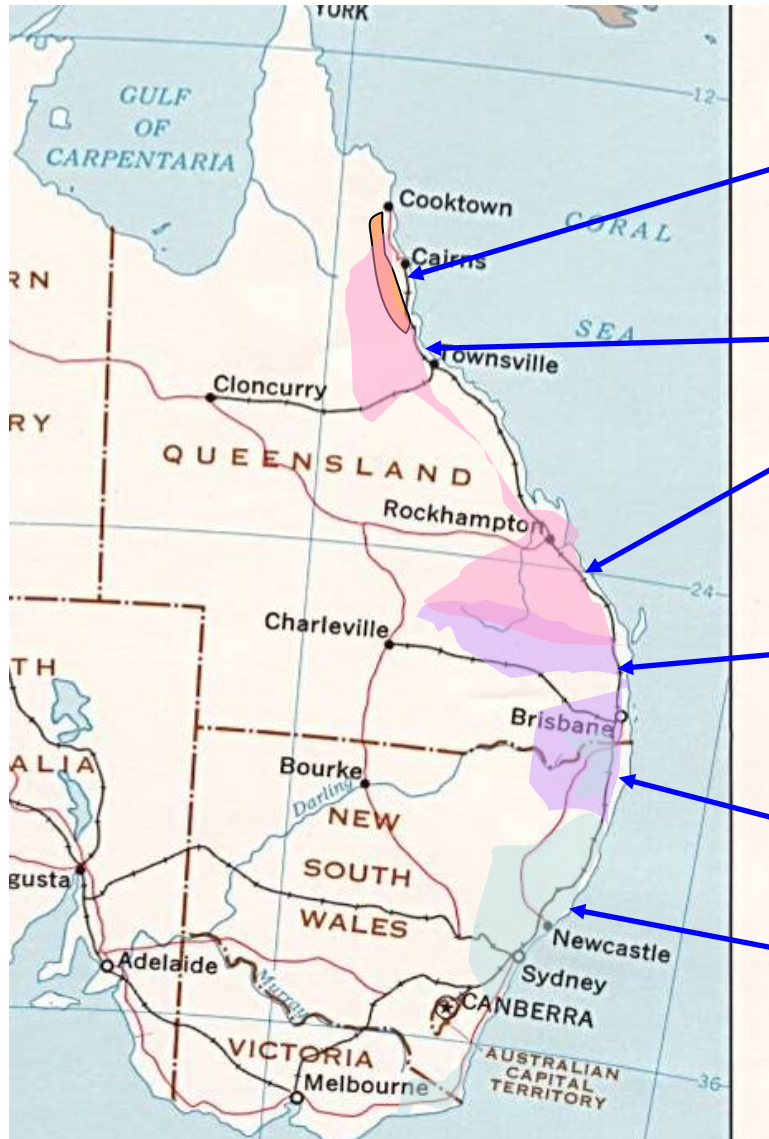 YORK
GULF
OF
CARPENTARIA
12
Cooktown
CORAL
Cairns
RN
SEA
Townsville
Cloncurry
RY
QUEENSLAND
Rockhampton
24
Charleville
TH
Brisbane
ALIA
Bourke
Darling
NEW
SOUTH
gusta
WALES
Newcastle
Adelaide
Sydney
Murray
CANBERRA
VICTORIA
AUSTRALIAN
CAPITAL
TERRITORY
Melbourne
36